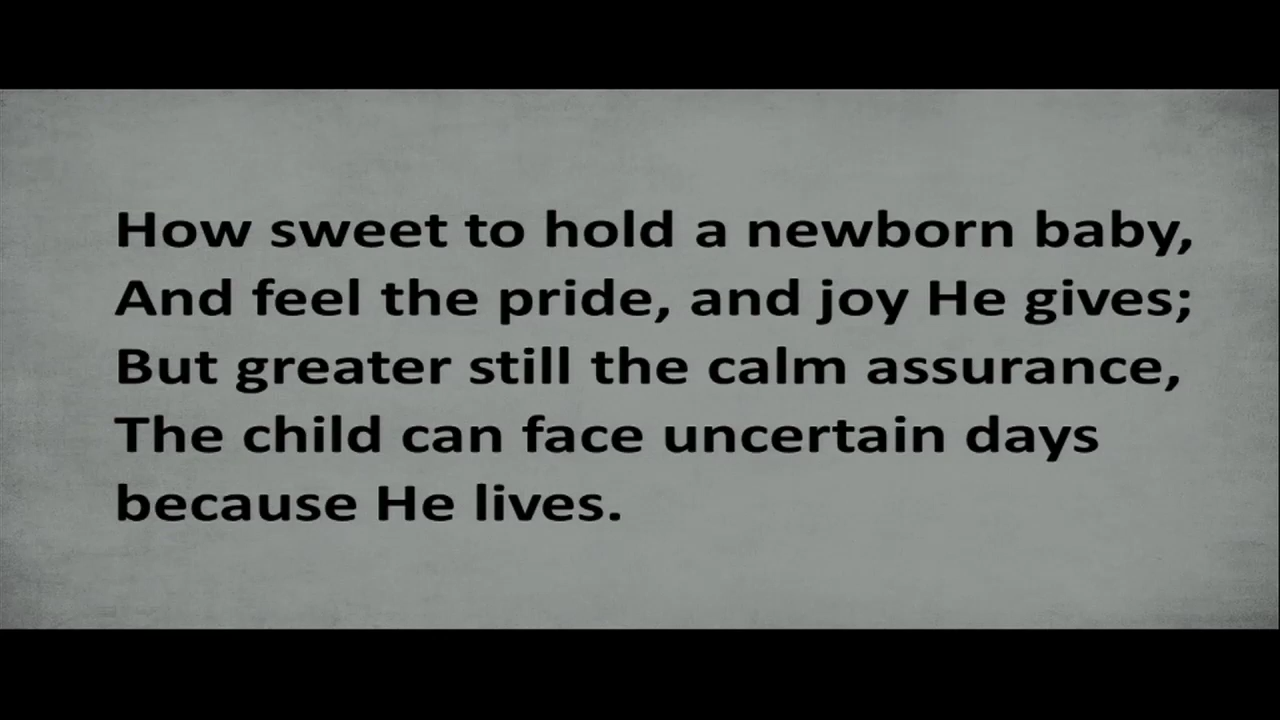 How sweet to hold a newborn baby,
And feel the pride, and joy He gives;
But greater still the calm assurance,
The child can face uncertain days
because He lives.